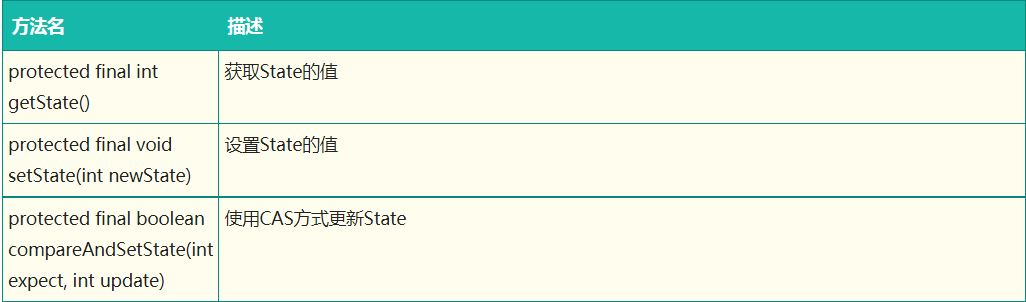 方法名 描述
protected final int 获取State的值
getState()
protected final void 设置State的值
setState(int newState)
protected final boolean 使用CAS方式更新State
compareAndSetState(int
expect, int update)